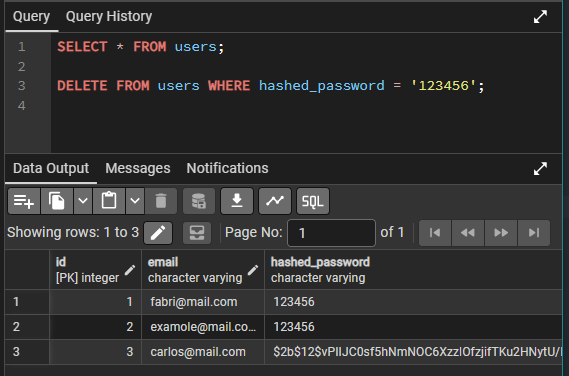 Query Query History
1 SELECT * FROM users;
2
3 DELETE FROM users WHERE hashed_password = '123456';
4
Data Output Messages Notifications
SQL
Showing rows: 1 to 3 Page No: 1 of 1
id email hashed_password
[PK] integer character varying character varying
1 1 fabri@mail.com 123456
2 2 examole@mail.co... 123456
3 3 carlos@mail.com